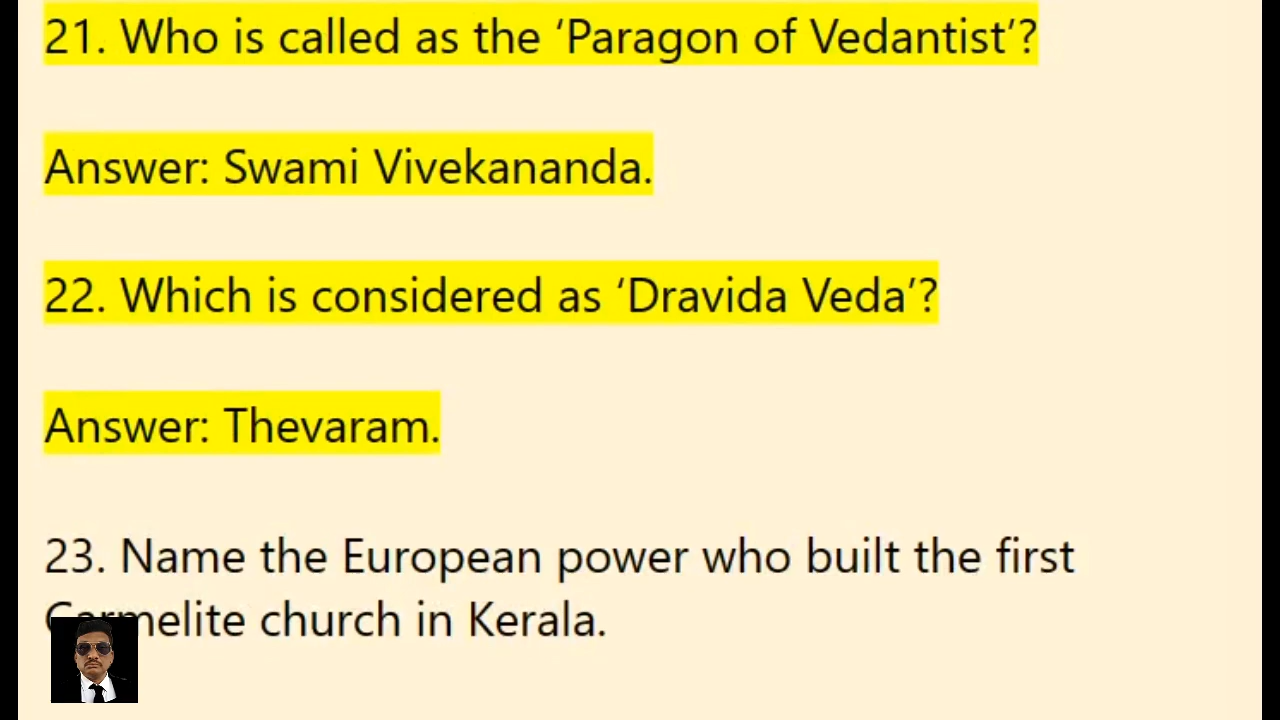 21. Who is called as the ‘Paragon of Vedantist’?
Answer: Swami Vivekananda.
22. Which is considered as ‘Dravida Veda’?
Answer: Thevaram.
23. Name the European power who built the first
Carmelite church in Kerala.